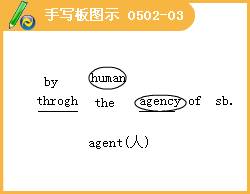 手写板图示 0502-03
human
by
throgh the agency of sb.
agent(人)